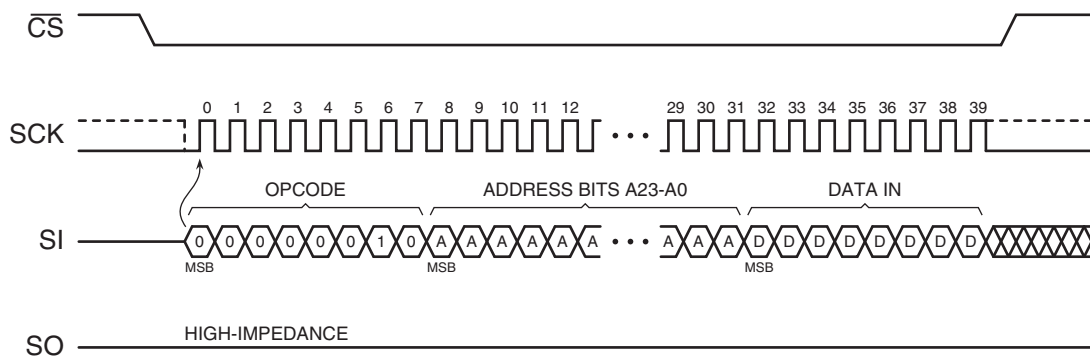 CS
0 1 2 3 4 5 6 7 8 9 10 11 12 29 30 31 32 33 34 35 36 37 38 39
SCK
OPCODE ADDRESS BITS A23-A0 DATA IN
SI 0 0 0 0 0 0 1 0 A A A A A A A A A D D D D D D D D
MSB MSB MSB
HIGH-IMPEDANCE
SO